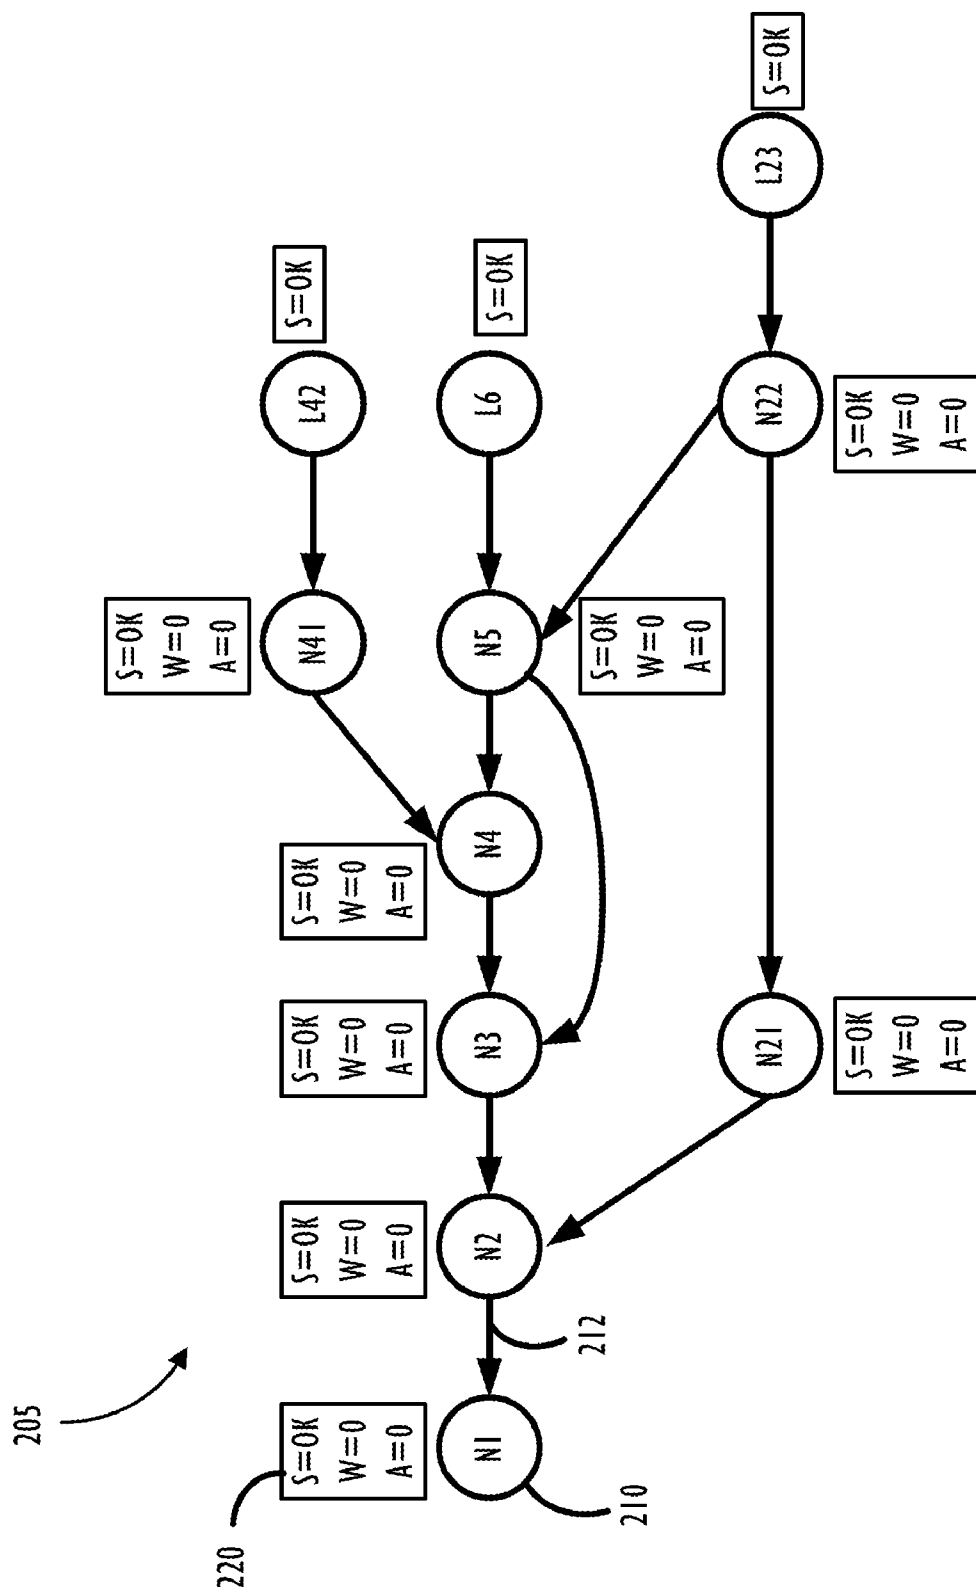 205
S=OK
W=0
A=0
220
S=OK
W=0
A=0
S=OK
W=0
A=0
S=OK
W=0
A=0
S=OK
W=0
A=0
N41
L42
S=OK
N1
N2
N3
N4
N5
L6
S=OK
212
210
S=OK
W=0
A=0
N21
N22
L23
S=OK
S=OK
W=0
A=0
S=OK
W=0
A=0